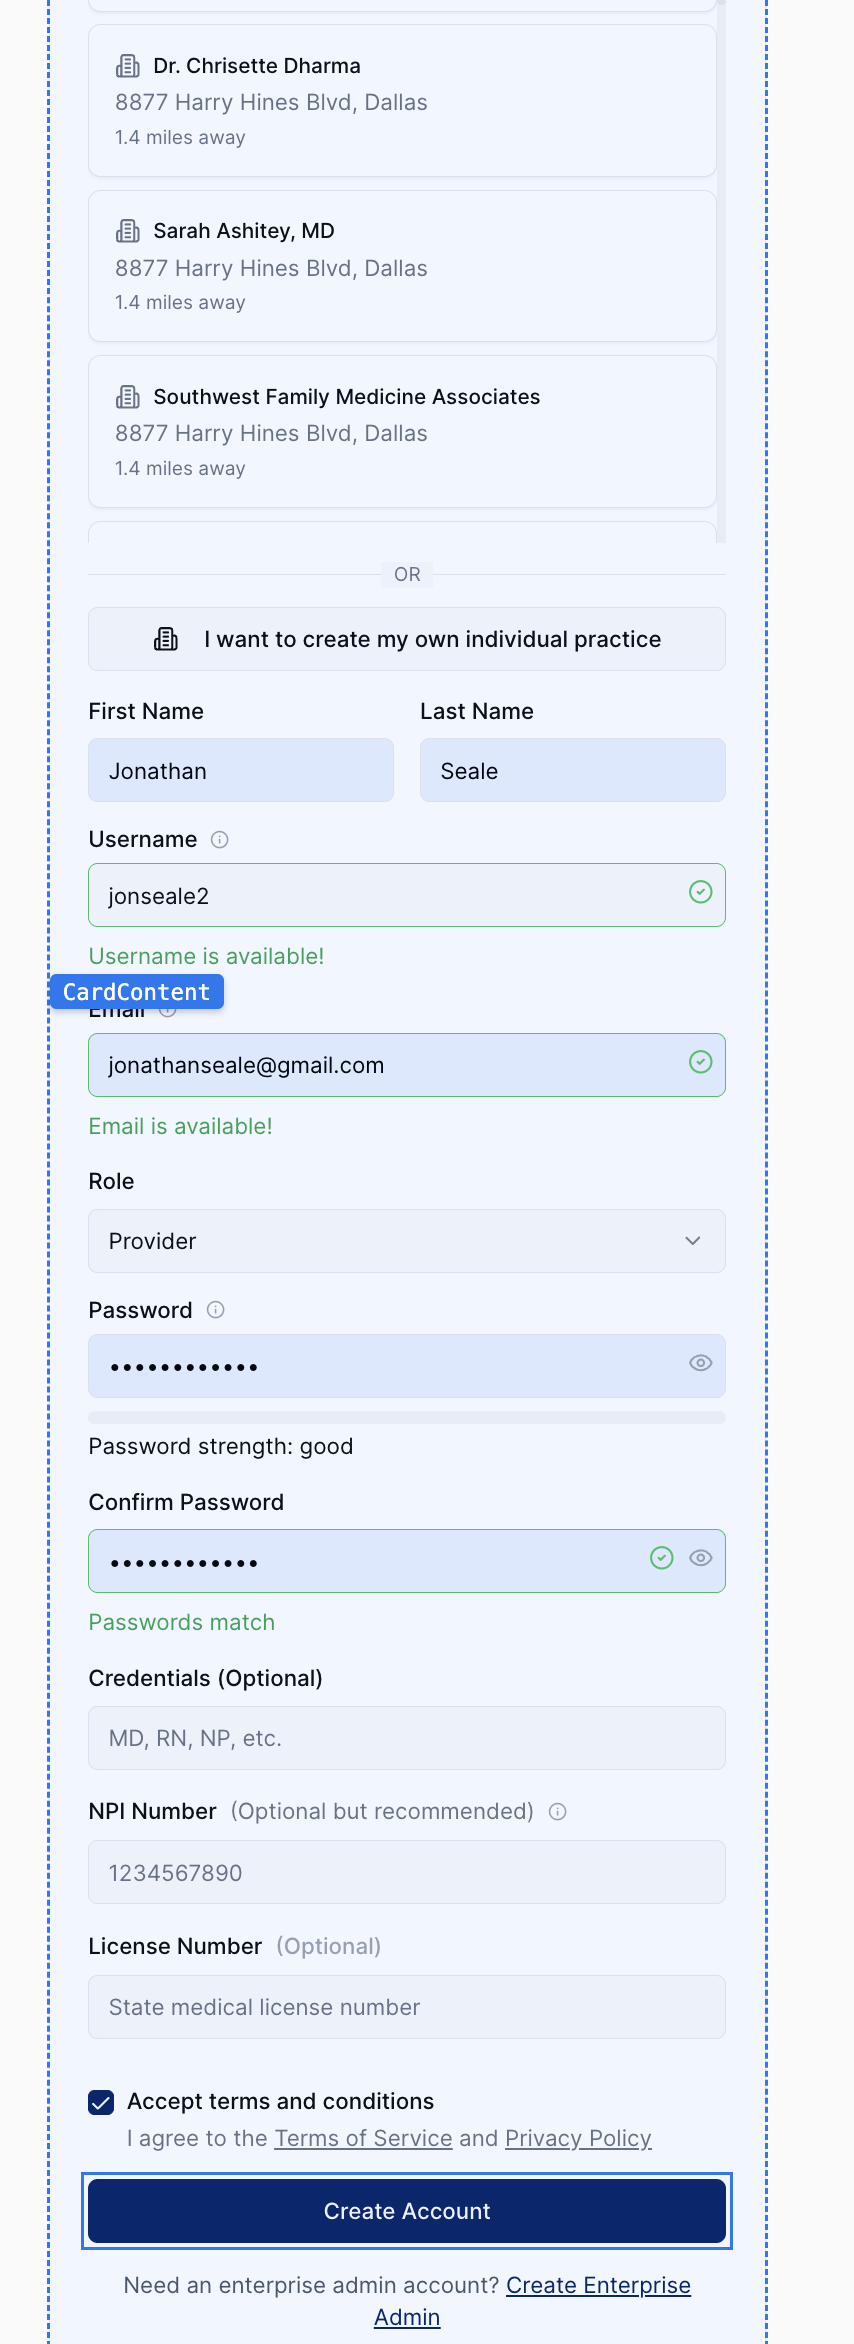 Dr. Chrisette Dharma
8877 Harry Hines Blvd, Dallas
1.4 miles away
Sarah Ashitey, MD
8877 Harry Hines Blvd, Dallas
1.4 miles away
Southwest Family Medicine Associates
8877 Harry Hines Blvd, Dallas
1.4 miles away
OR
I want to create my own individual practice
First Name
Last Name
Jonathan
Seale
Username
jonseale2
Username is available!
CardContent
Email
jonathanseale@gmail.com
Email is available!
Role
Provider
Password
••••••••••••
Password strength: good
Confirm Password
••••••••••••
Passwords match
Credentials (Optional)
MD, RN, NP, etc.
NPI Number (Optional but recommended)
1234567890
License Number (Optional)
State medical license number
Accept terms and conditions
I agree to the Terms of Service and Privacy Policy
Create Account
Need an enterprise admin account? Create Enterprise
Admin